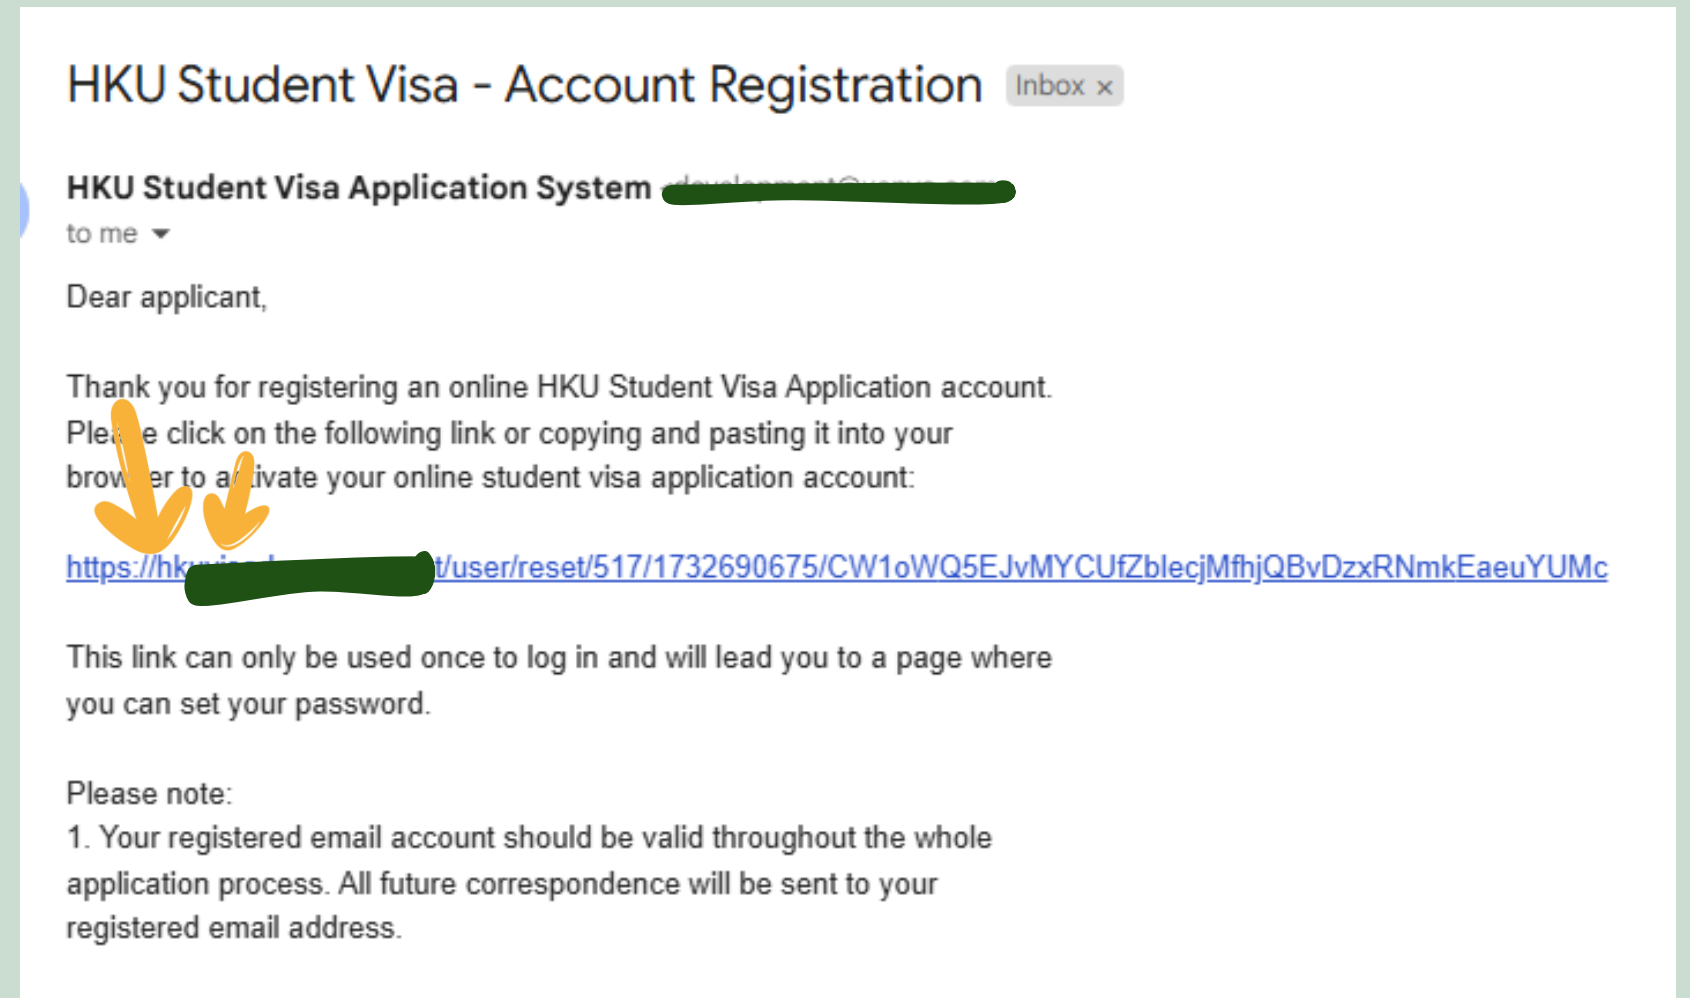 HKU Student Visa - Account Registration Inbox x
HKU Student Visa Application System
to me
Dear applicant,
Thank you for registering an online HKU Student Visa Application account.
click on the following link or copying and pasting it into your
to your online student visa application account:
https://hk t/user/reset/517/1732690675/CW1oWQ5EJvMYCUfZblecjMfhjQBvDzxRNmkEaeuYUMc
This link can only be used once to log in and will lead you to a page where
you can set your password.
Please note:
1. Your registered email account should be valid throughout the whole
application process. All future correspondence will be sent to your
registered email address.